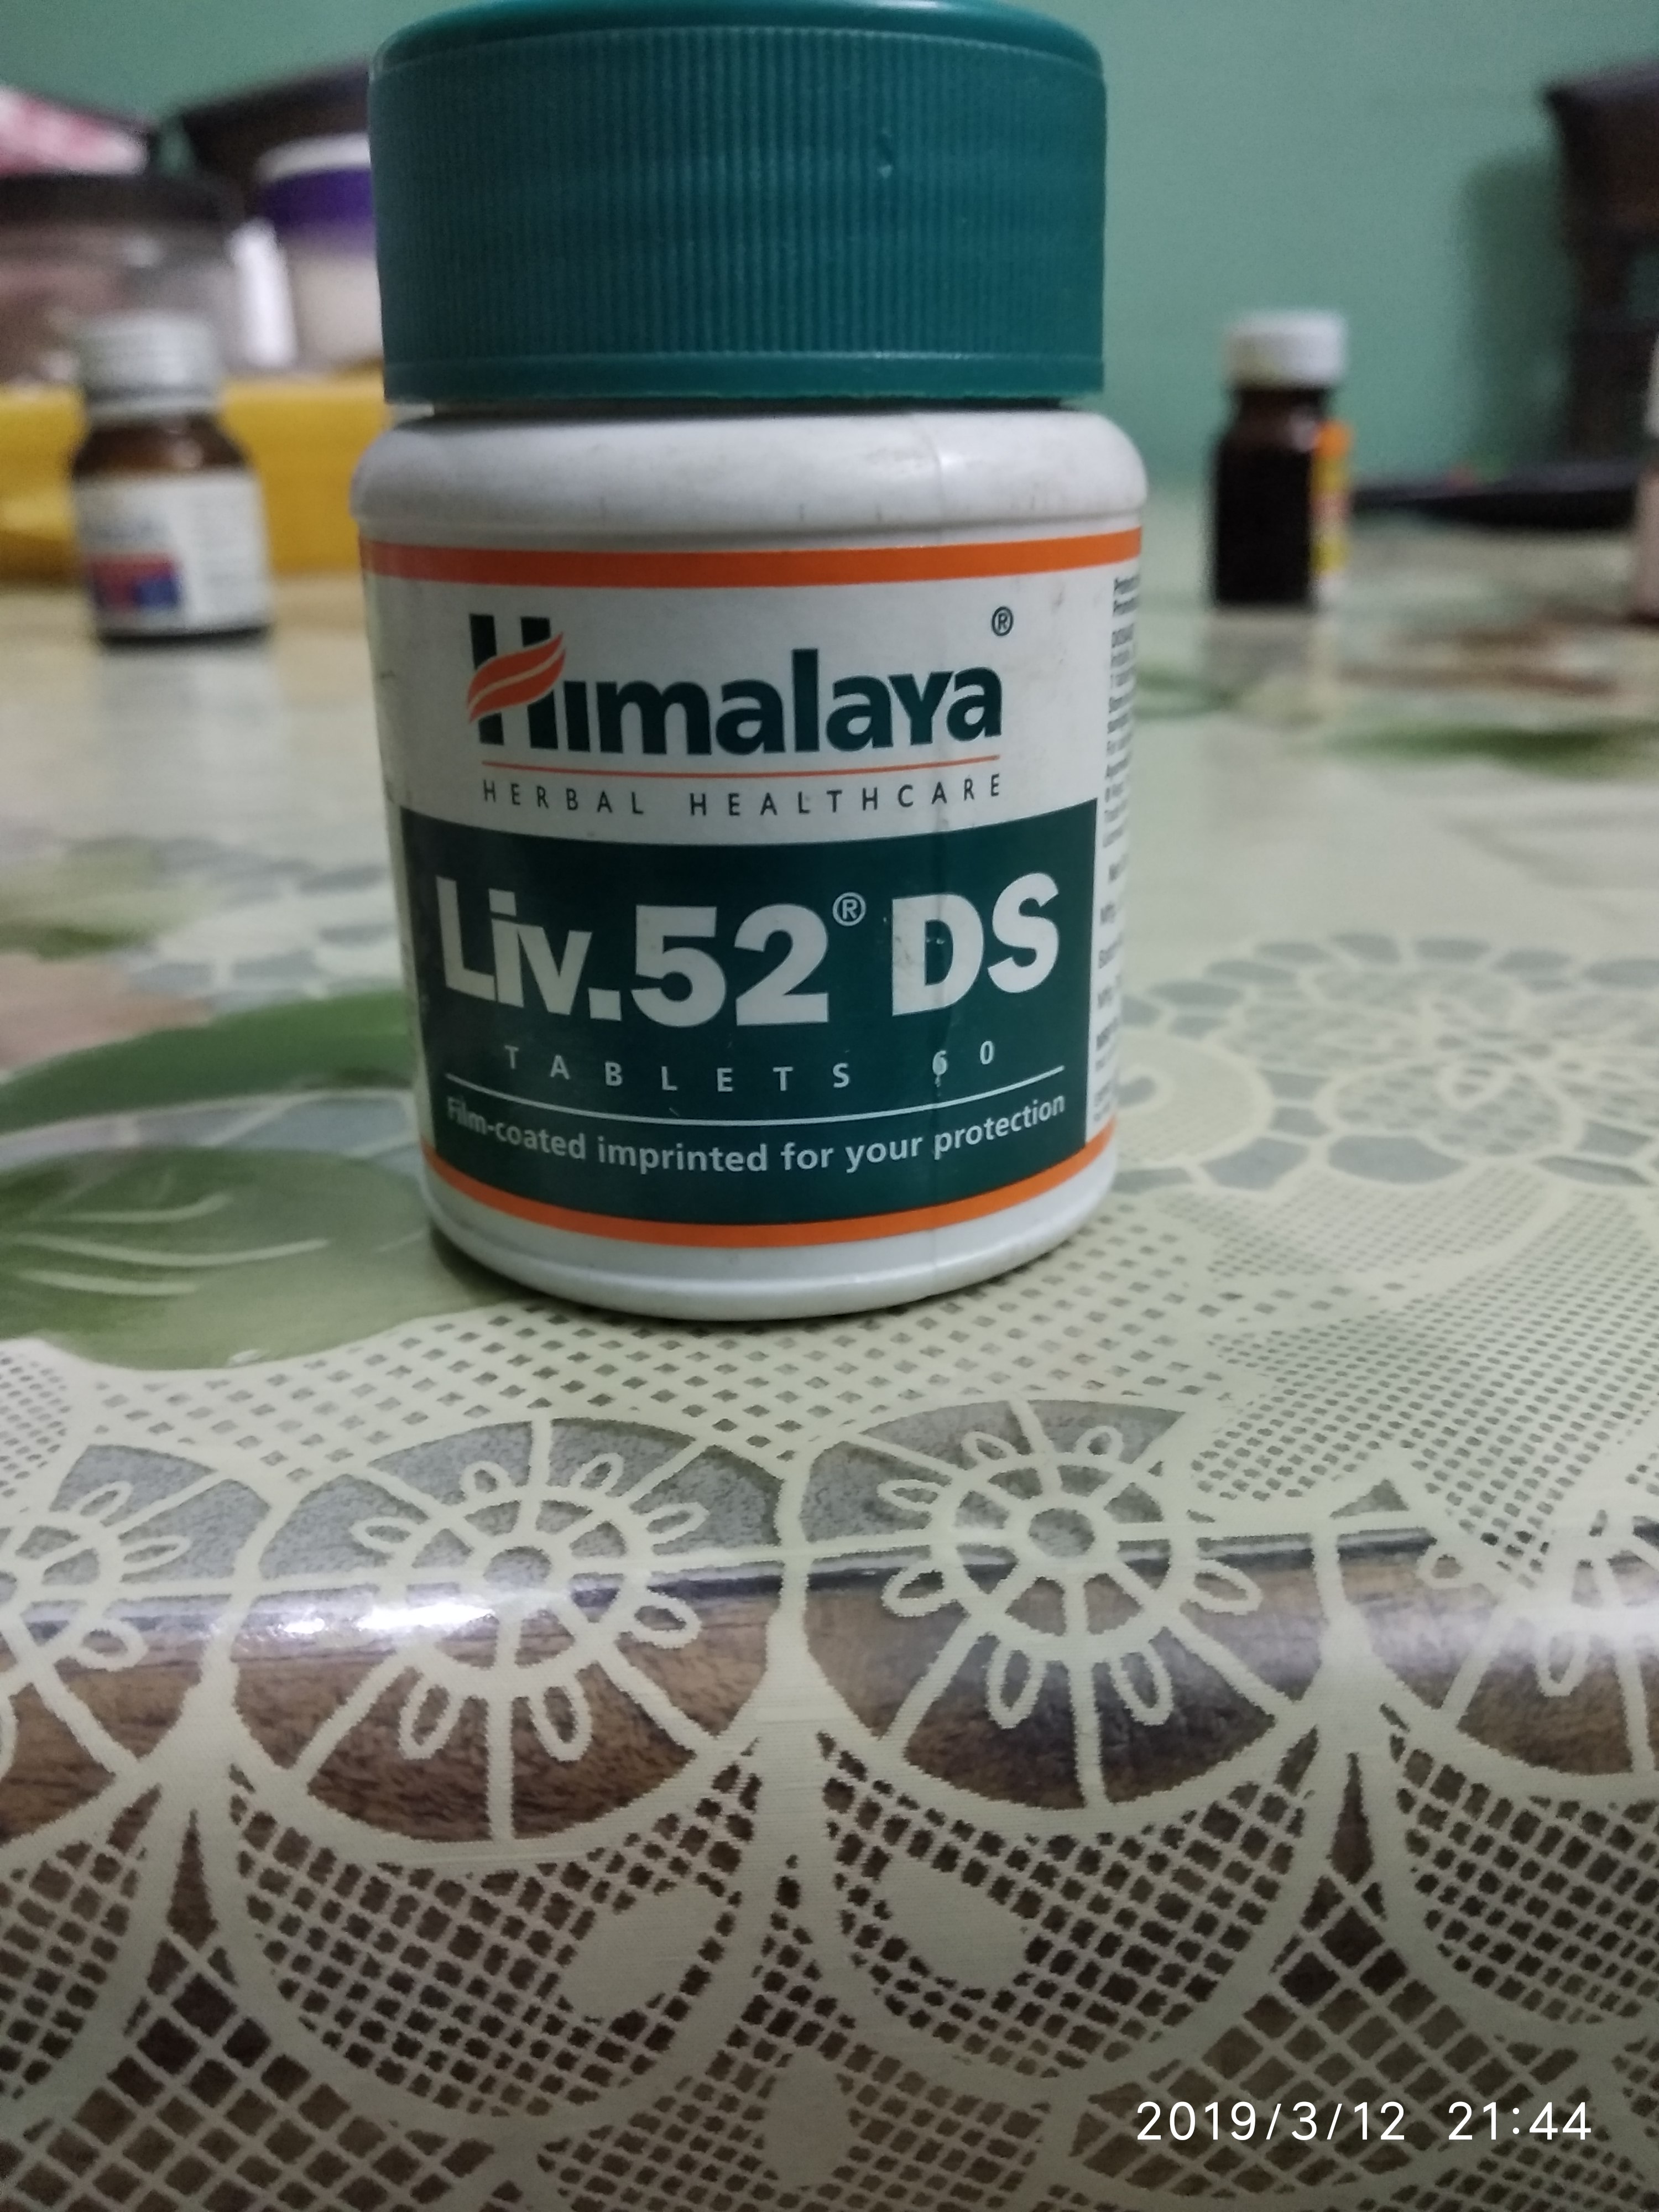 Himalaya®
HERBAL HEALTHCARE
Liv.52® DS
TABLETS 60
Film-coated imprinted for your protection
2019/3/12 21:44